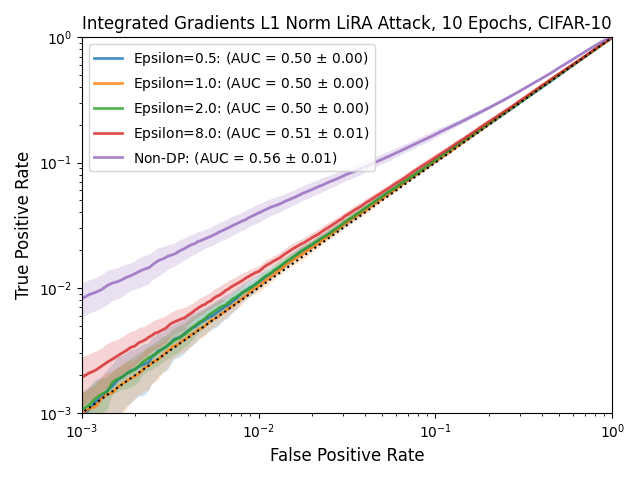 Integrated Gradients L1 Norm LiRA Attack, 10 Epochs, CIFAR-10
10⁰
Epsilon=0.5: (AUC = 0.50 ± 0.00)
Epsilon=1.0: (AUC = 0.50 ± 0.00)
Epsilon=2.0: (AUC = 0.50 ± 0.00)
Epsilon=8.0: (AUC = 0.51 ± 0.01)
Non-DP: (AUC = 0.56 ± 0.01)
10⁻¹
True Positive Rate
10⁻²
10⁻³
10⁻³ 10⁻² 10⁻¹ 10⁰
False Positive Rate